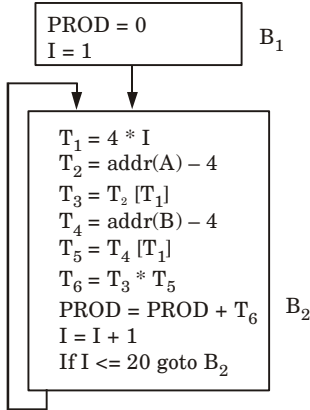 PROD = 0
I = 1
B₁
T₁ = 4 * I
T₂ = addr(A) – 4
T₃ = T₂ [T₁]
T₄ = addr(B) – 4
T₅ = T₄ [T₁]
T₆ = T₃ * T₅
PROD = PROD + T₆
I = I + 1
If I <= 20 goto B₂
B₂